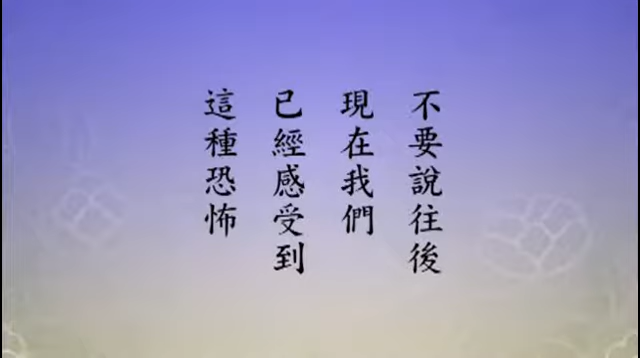 不要說往後
現在我們
已經感受到
這種恐怖